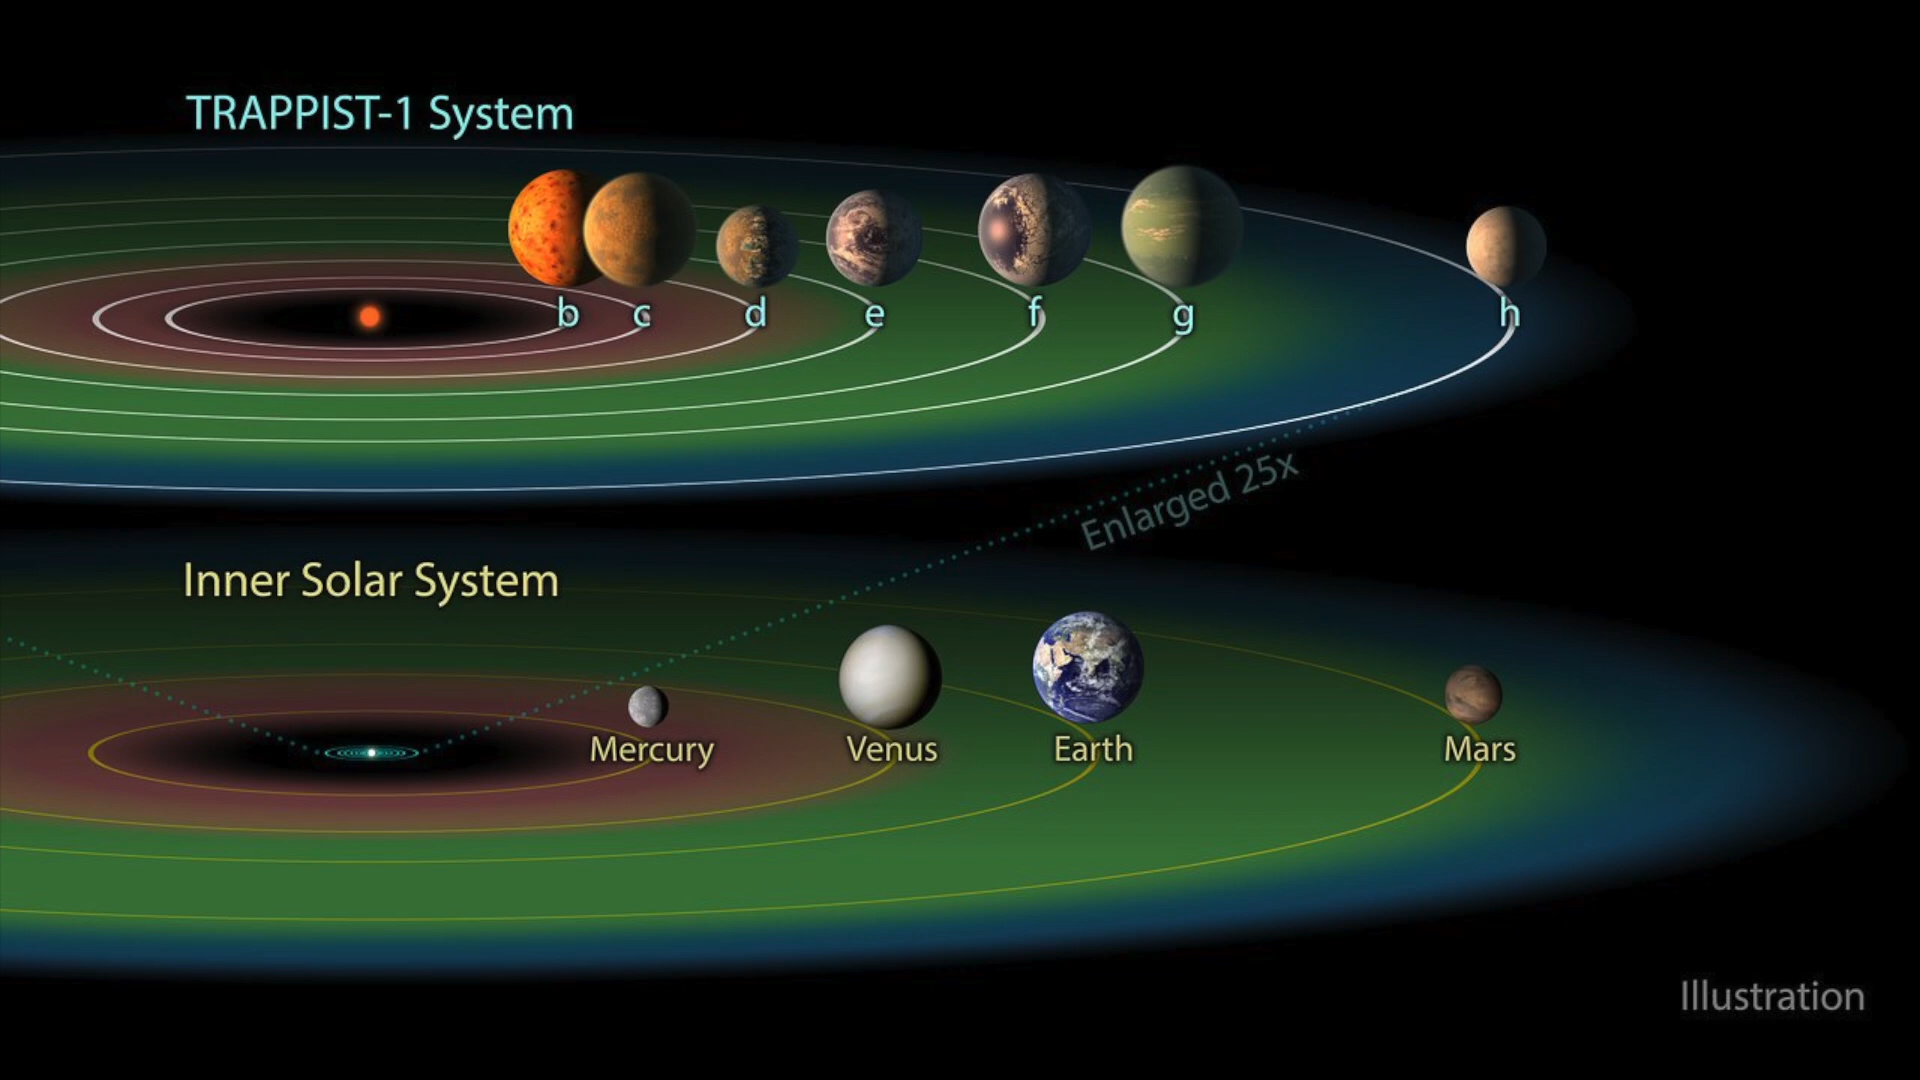 TRAPPIST-1 System
b c d e f g h
Enlarged 25x
Inner Solar System
Mercury Venus Earth Mars
Illustration